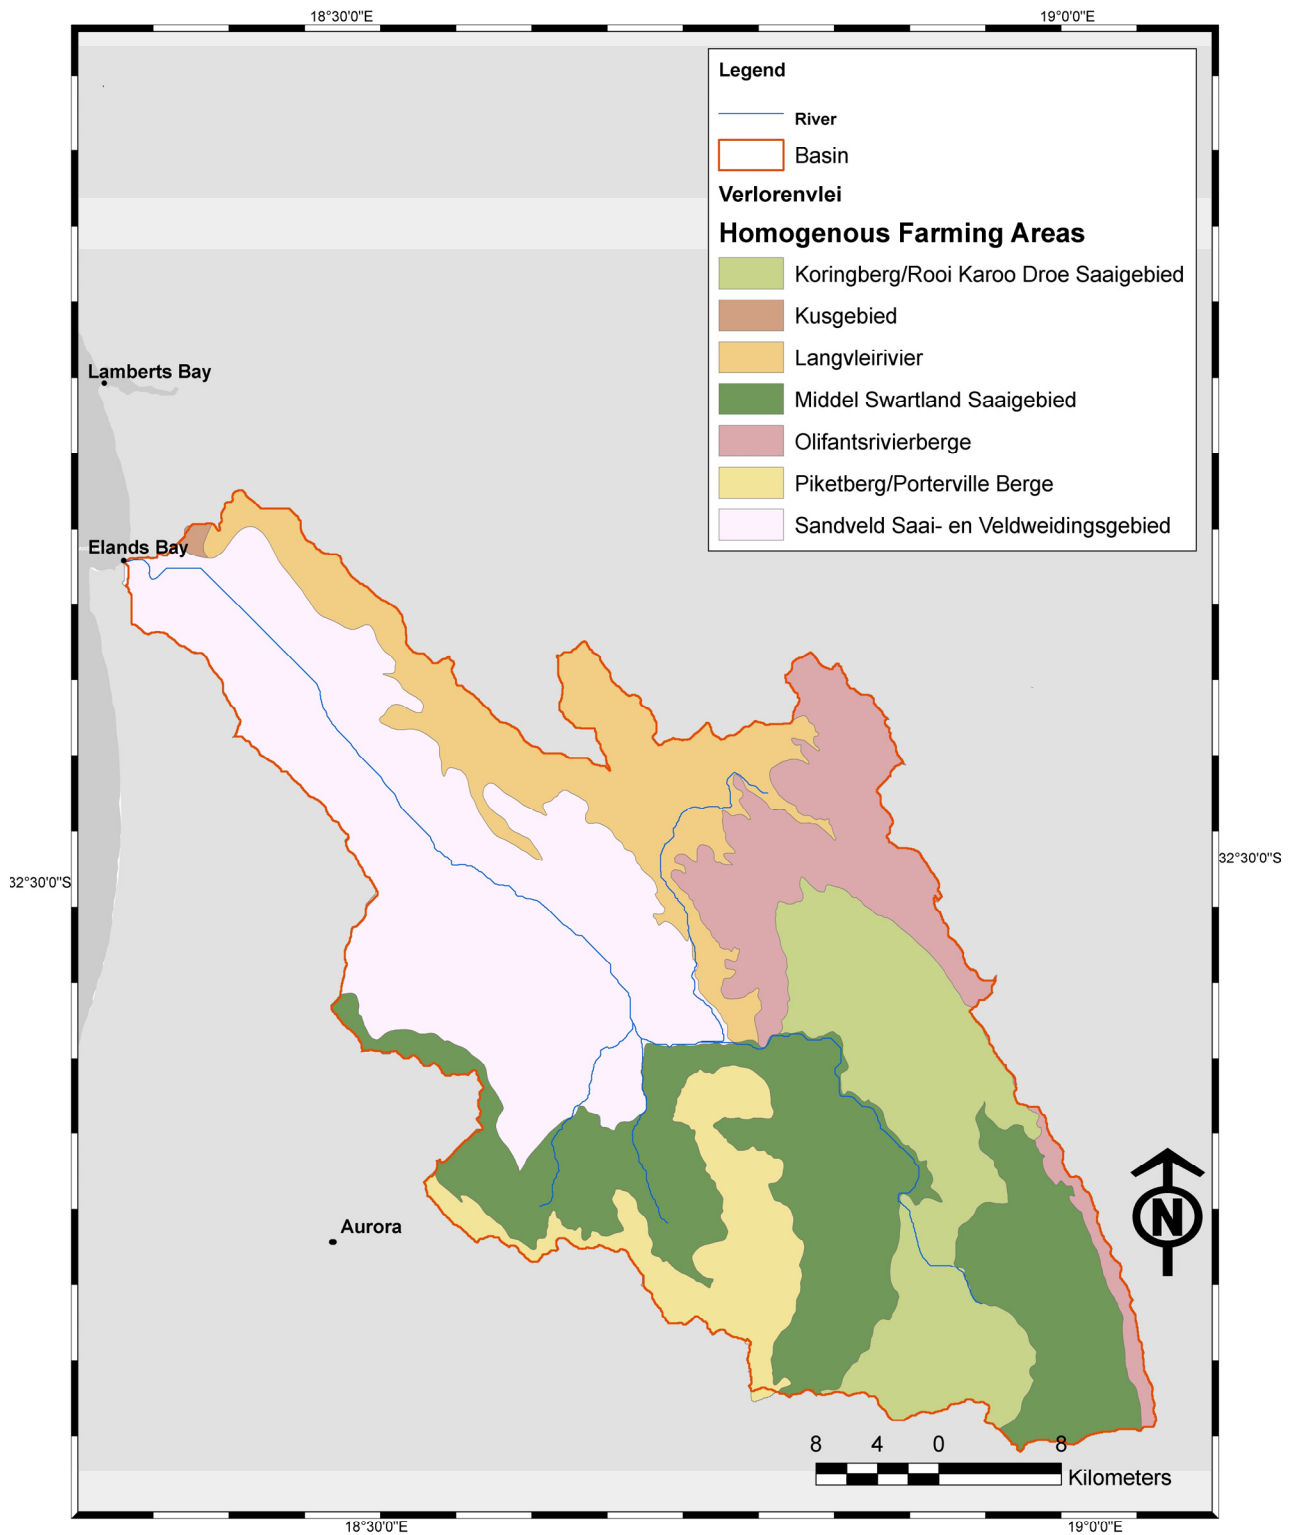 18°30'0"E 19°0'0"E
Legend
River
Basin
Verlorenvlei
Homogenous Farming Areas
Koringberg/Rooi Karoo Droe Saaigebied
Kusgebied
Langvleirivier
Middel Swartland Saaigebied
Olifantsrivierberge
Piketberg/Porterville Berge
Sandveld Saai- en Veldweidingsgebied
Lamberts Bay
Elands Bay
32°30'0"S
32°30'0"S
Aurora
N
8 4 0 8
Kilometers
18°30'0"E 19°0'0"E